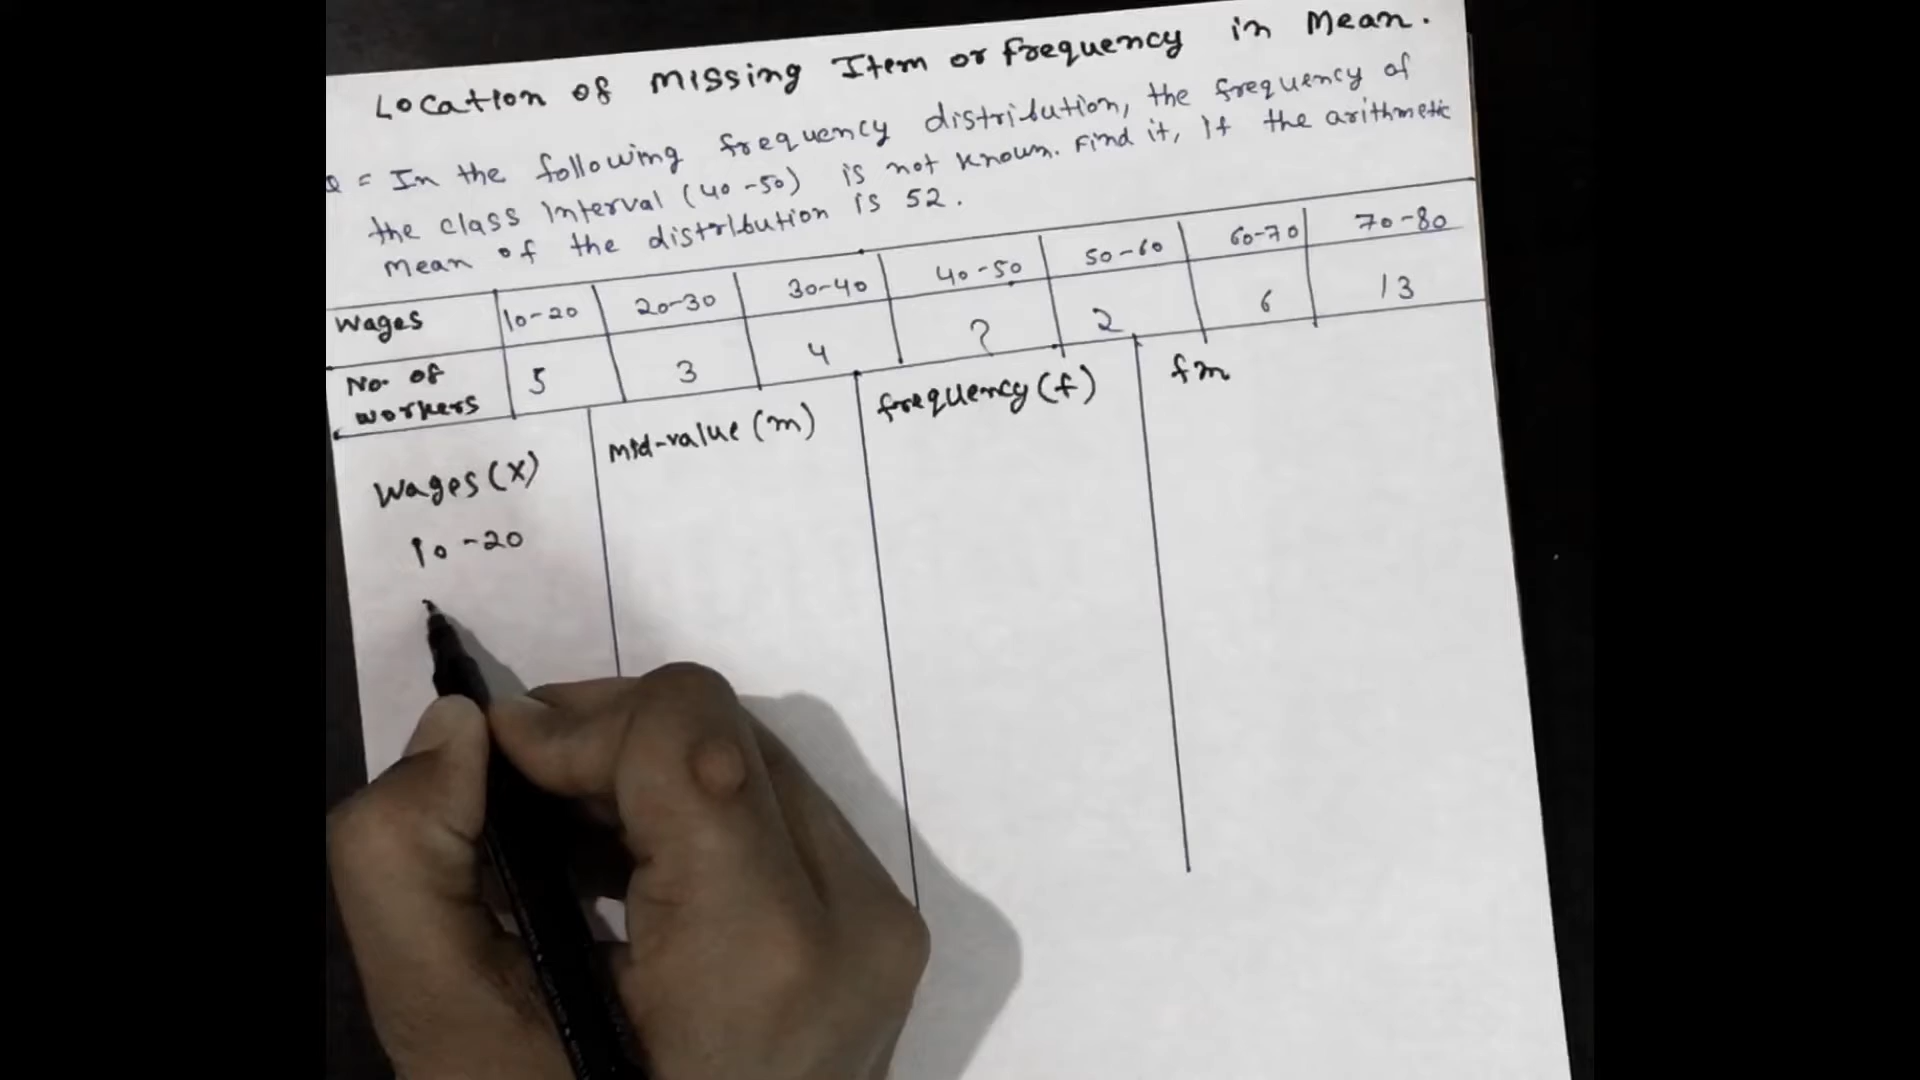 Location of Missing Item or frequency in Mean.
Q = In the following frequency distribution, the frequency of
the class Interval (40-50) is not known. Find it, If the arithmetic
Mean of the distribution is 52.
Wages 10-20 20-30 30-40 40-50 50-60 60-70 70-80
No. of workers 5 3 4 ? 2 6 13
Wages (X) Mid-value (m) frequency (f) fm
10-20